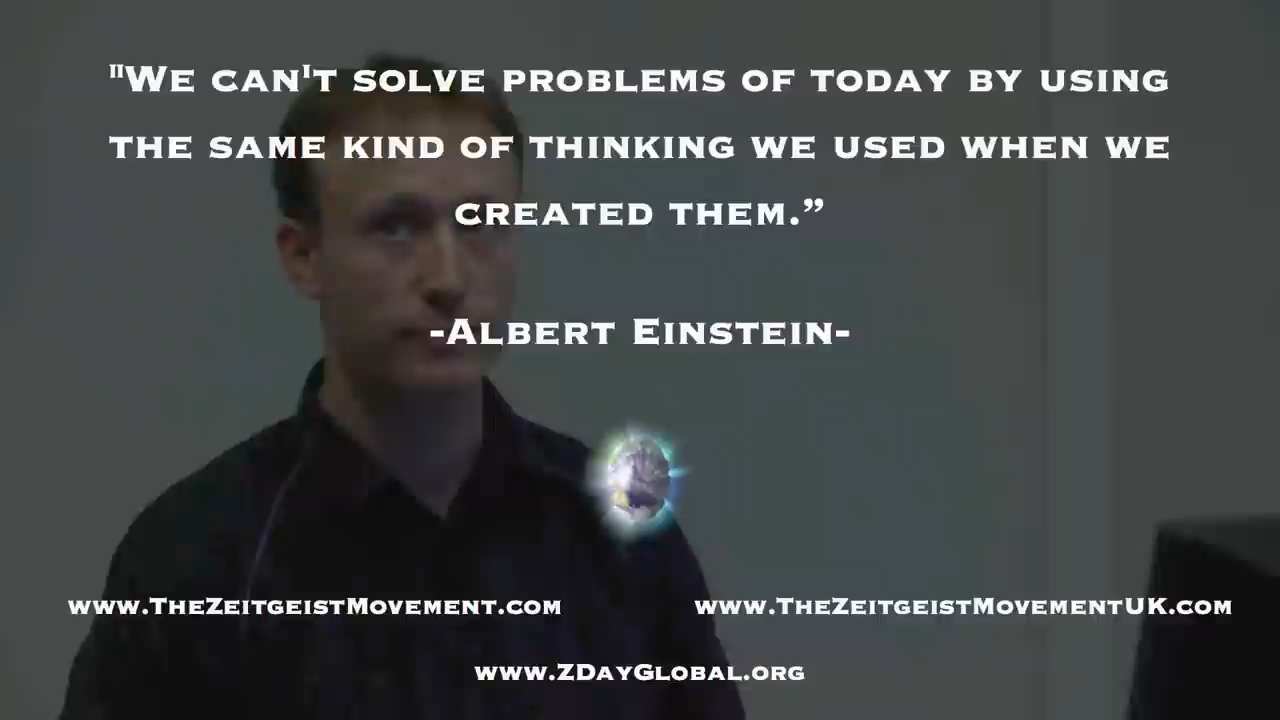 "We can't solve problems of today by using
the same kind of thinking we used when we
created them.”
-Albert Einstein-
www.TheZeitgeistMovement.com
www.TheZeitgeistMovementUK.com
www.ZDayGlobal.org